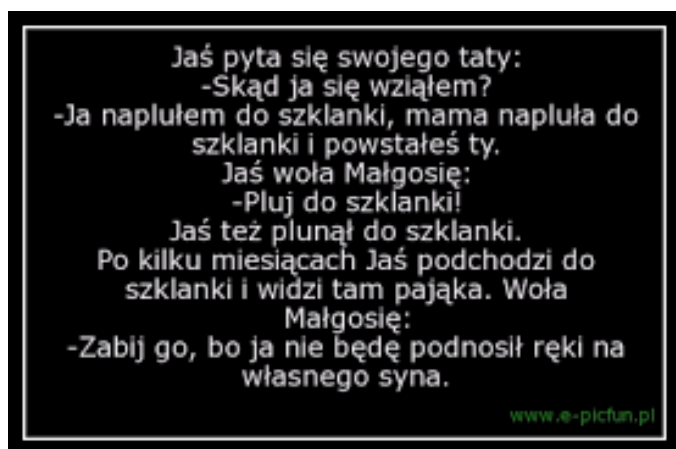 Jaś pyta się swojego taty:
-Skąd ja się wziąłem?
-Ja naplułem do szklanki, mama napluła do
szklanki i powstałeś ty.
Jaś woła Małgosię:
-Pluj do szklanki!
Jaś też plunął do szklanki.
Po kilku miesiącach Jaś podchodzi do
szklanki i widzi tam pająka. Woła
Małgosię:
-Zabij go, bo ja nie będę podnosił ręki na
własnego syna.
www.e-picfun.pl